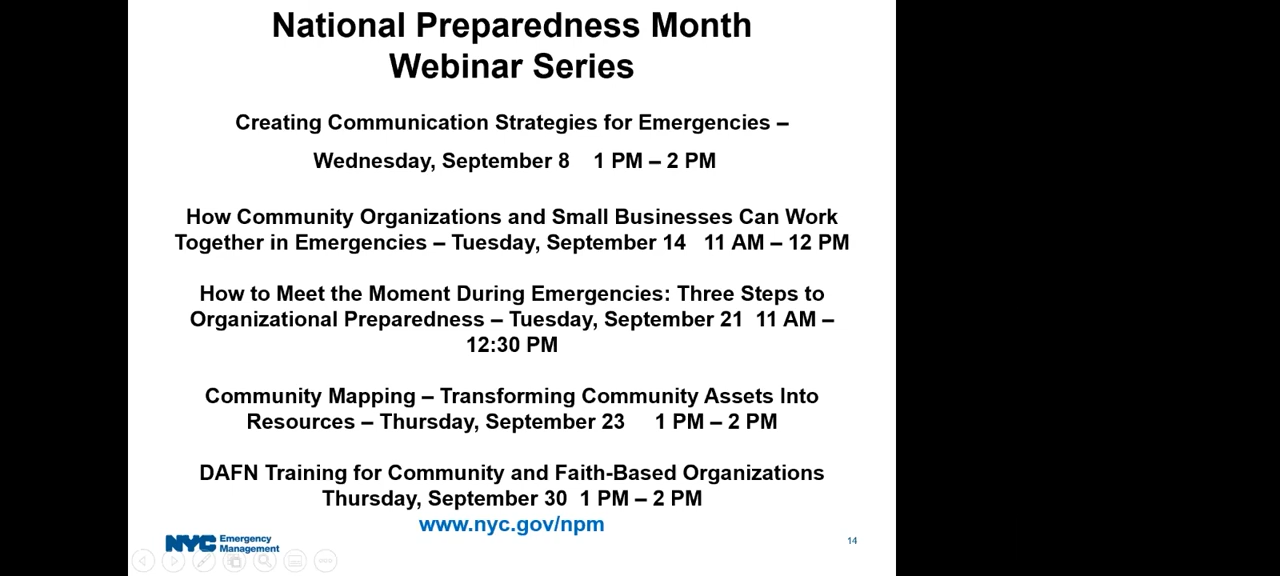 National Preparedness Month
Webinar Series
Creating Communication Strategies for Emergencies –
Wednesday, September 8 1 PM – 2 PM
How Community Organizations and Small Businesses Can Work
Together in Emergencies – Tuesday, September 14 11 AM – 12 PM
How to Meet the Moment During Emergencies: Three Steps to
Organizational Preparedness – Tuesday, September 21 11 AM –
12:30 PM
Community Mapping – Transforming Community Assets Into
Resources – Thursday, September 23 1 PM – 2 PM
DAFN Training for Community and Faith-Based Organizations
Thursday, September 30 1 PM – 2 PM
www.nyc.gov/npm
NYC Emergency
Management
14